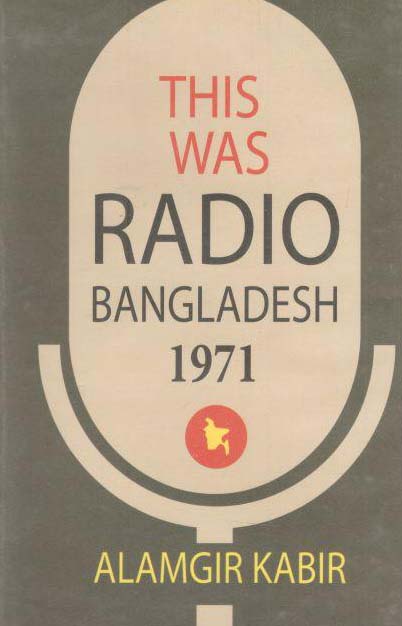 THIS
WAS
RADIO
BANGLADESH
1971
ALAMGIR KABIR